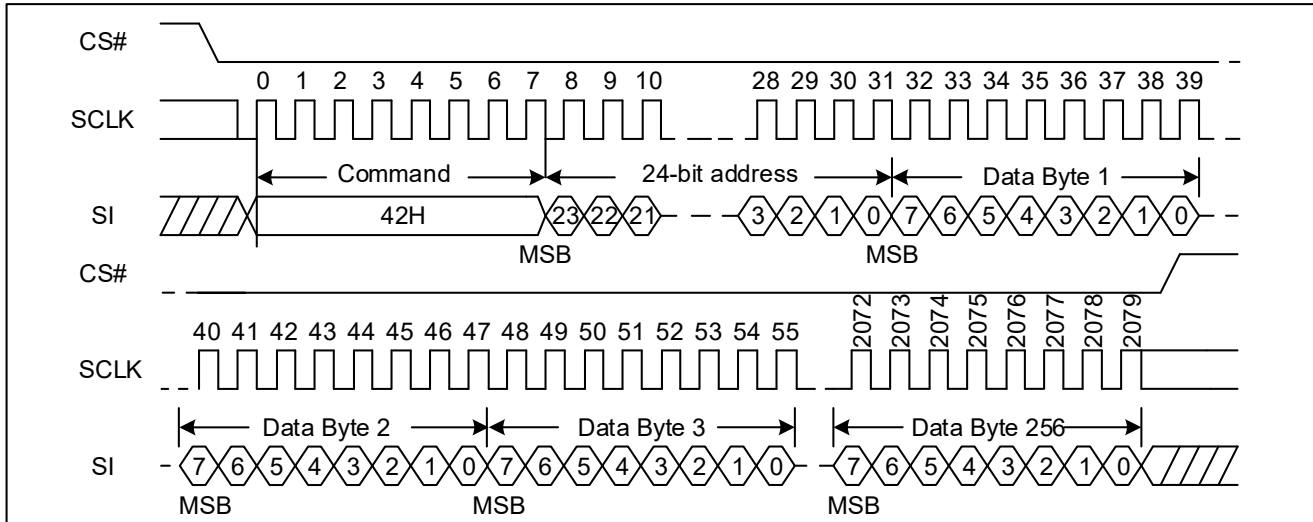 CS#
0 1 2 3 4 5 6 7 8 9 10 28 29 30 31 32 33 34 35 36 37 38 39
SCLK
Command 24-bit address Data Byte 1
SI 42H 23 22 21 3 2 1 0 7 6 5 4 3 2 1 0
MSB MSB
CS#
40 41 42 43 44 45 46 47 48 49 50 51 52 53 54 55 2072 2073 2074 2075 2076 2077 2078 2079
SCLK
Data Byte 2 Data Byte 3 Data Byte 256
SI 7 6 5 4 3 2 1 0 7 6 5 4 3 2 1 0 7 6 5 4 3 2 1 0
MSB MSB MSB